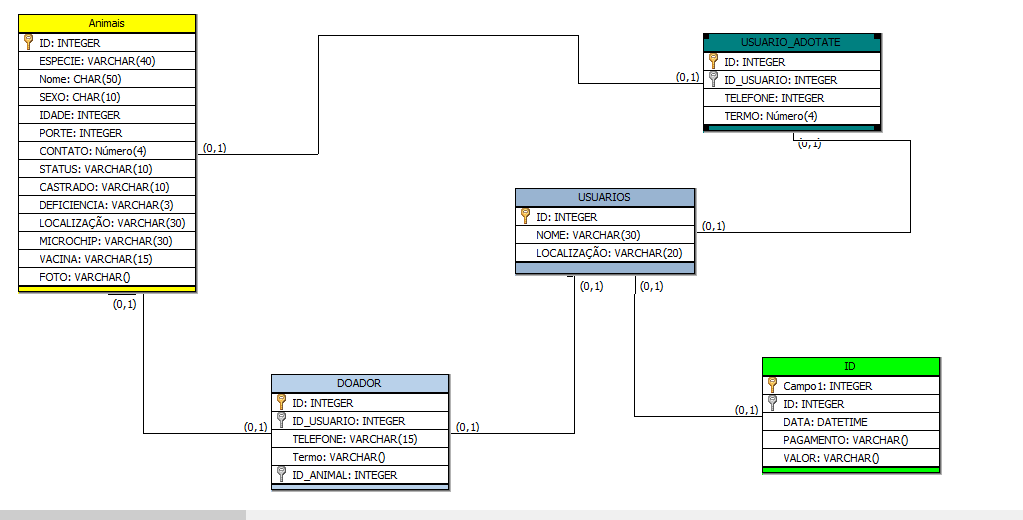 Animais
ID: INTEGER
ESPECIE: VARCHAR(40)
Nome: CHAR(50)
SEXO: CHAR(10)
IDADE: INTEGER
PORTE: INTEGER
CONTATO: Número(4)
STATUS: VARCHAR(10)
CASTRADO: VARCHAR(10)
DEFICIENCIA: VARCHAR(3)
LOCALIZAÇÃO: VARCHAR(30)
MICROCHIP: VARCHAR(30)
VACINA: VARCHAR(15)
FOTO: VARCHAR()
(0,1)
(0,1)
USUARIO_ADOTATE
ID: INTEGER
ID_USUARIO: INTEGER
TELEFONE: INTEGER
TERMO: Número(4)
(0,1)
(0,1)
USUARIOS
ID: INTEGER
NOME: VARCHAR(30)
LOCALIZAÇÃO: VARCHAR(20)
(0,1)
(0,1)
(0,1)
(0,1)
DOADOR
ID: INTEGER
ID_USUARIO: INTEGER
TELEFONE: VARCHAR(15)
Termo: VARCHAR()
ID_ANIMAL: INTEGER
(0,1)
(0,1)
ID
Campo1: INTEGER
ID: INTEGER
DATA: DATETIME
PAGAMENTO: VARCHAR()
VALOR: VARCHAR()
(0,1)